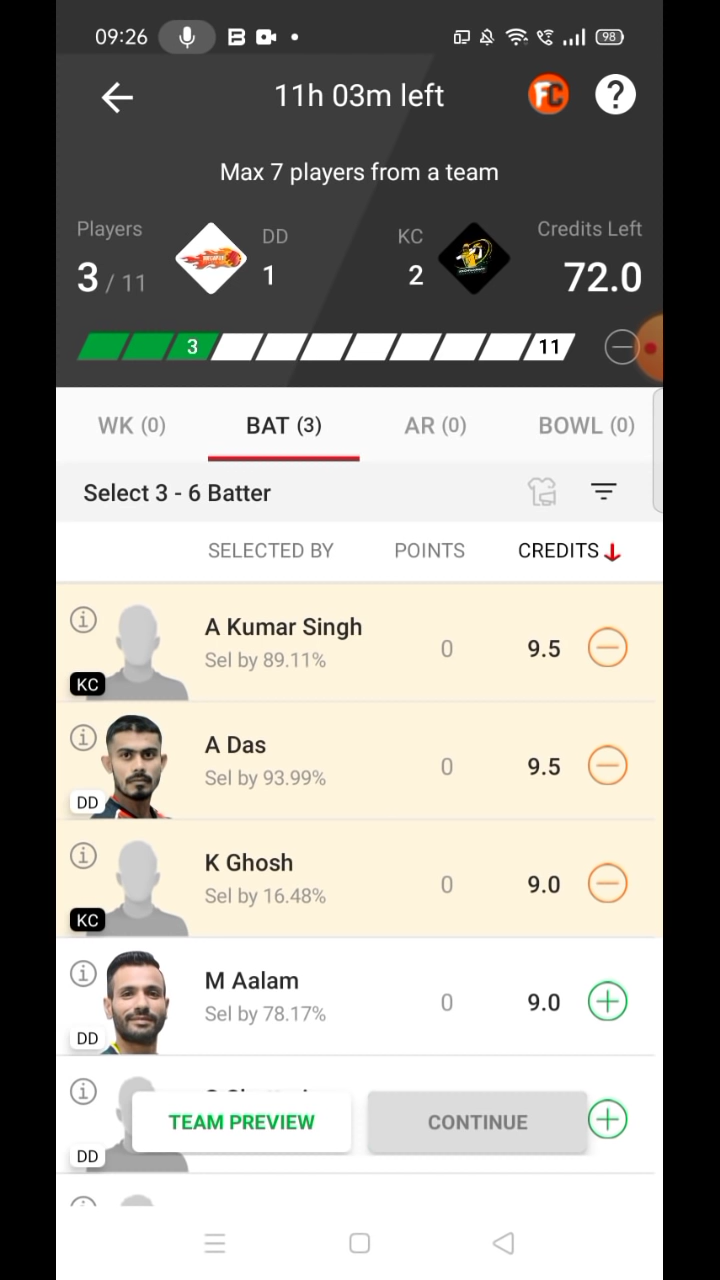 09:26
98
11h 03m left
FC
?
Max 7 players from a team
Players
DD
KC
Credits Left
3 / 11
1
2
72.0
3
11
WK (0)
BAT (3)
AR (0)
BOWL (0)
Select 3 - 6 Batter
SELECTED BY
POINTS
CREDITS
A Kumar Singh
Sel by 89.11%
0
9.5
KC
A Das
Sel by 93.99%
0
9.5
DD
K Ghosh
Sel by 16.48%
0
9.0
KC
M Aalam
Sel by 78.17%
0
9.0
DD
TEAM PREVIEW
CONTINUE
DD